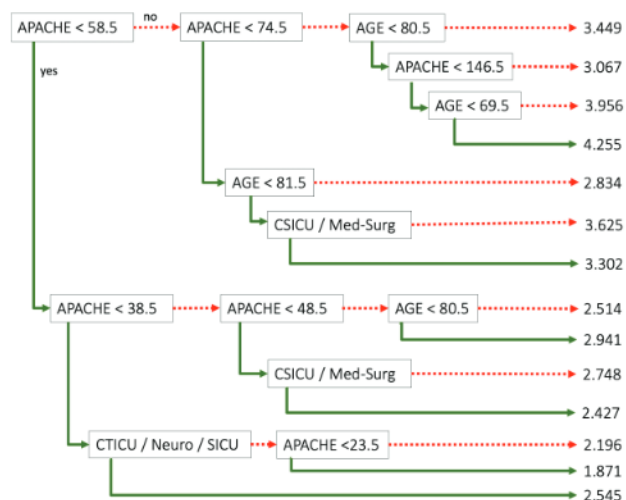 APACHE < 58.5 no APACHE < 74.5 AGE < 80.5 3.449
yes APACHE < 146.5 3.067
AGE < 69.5 3.956
4.255
AGE < 81.5 2.834
CSICU / Med-Surg 3.625
3.302
APACHE < 38.5 APACHE < 48.5 AGE < 80.5 2.514
2.941
CSICU / Med-Surg 2.748
2.427
CTICU / Neuro / SICU APACHE <23.5 2.196
1.871
2.545